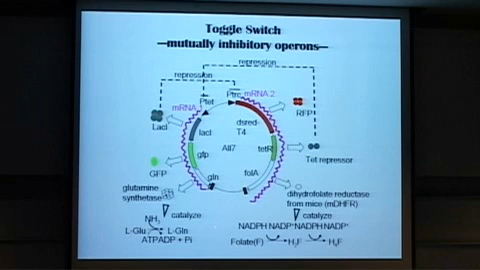 Toggle Switch
—mutually inhibitory operons—
repression
repression
mRNA
Ptet
Ptrc
mRNA 2
RFP
LacI
lacI
dsred-
T4
tetR
Tet repressor
GFP
gfp
All7
gln
folA
glutamine
synthetase
dihydrofolate reductase
from mice (mDHFR)
catalyze
catalyze
NH3
L-Glu
L-Gln
ATP
ADP + Pi
NADPH NADP+
NADPH NADP+
Folate(F)
H2F
H4F